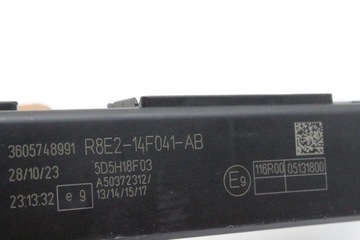 3605748991 R8E2-14F041-AB
28/10/23 5D5H18F03
A50372312/
23:13:32 e 9 13/14/15/17
E9 116R00 05131800